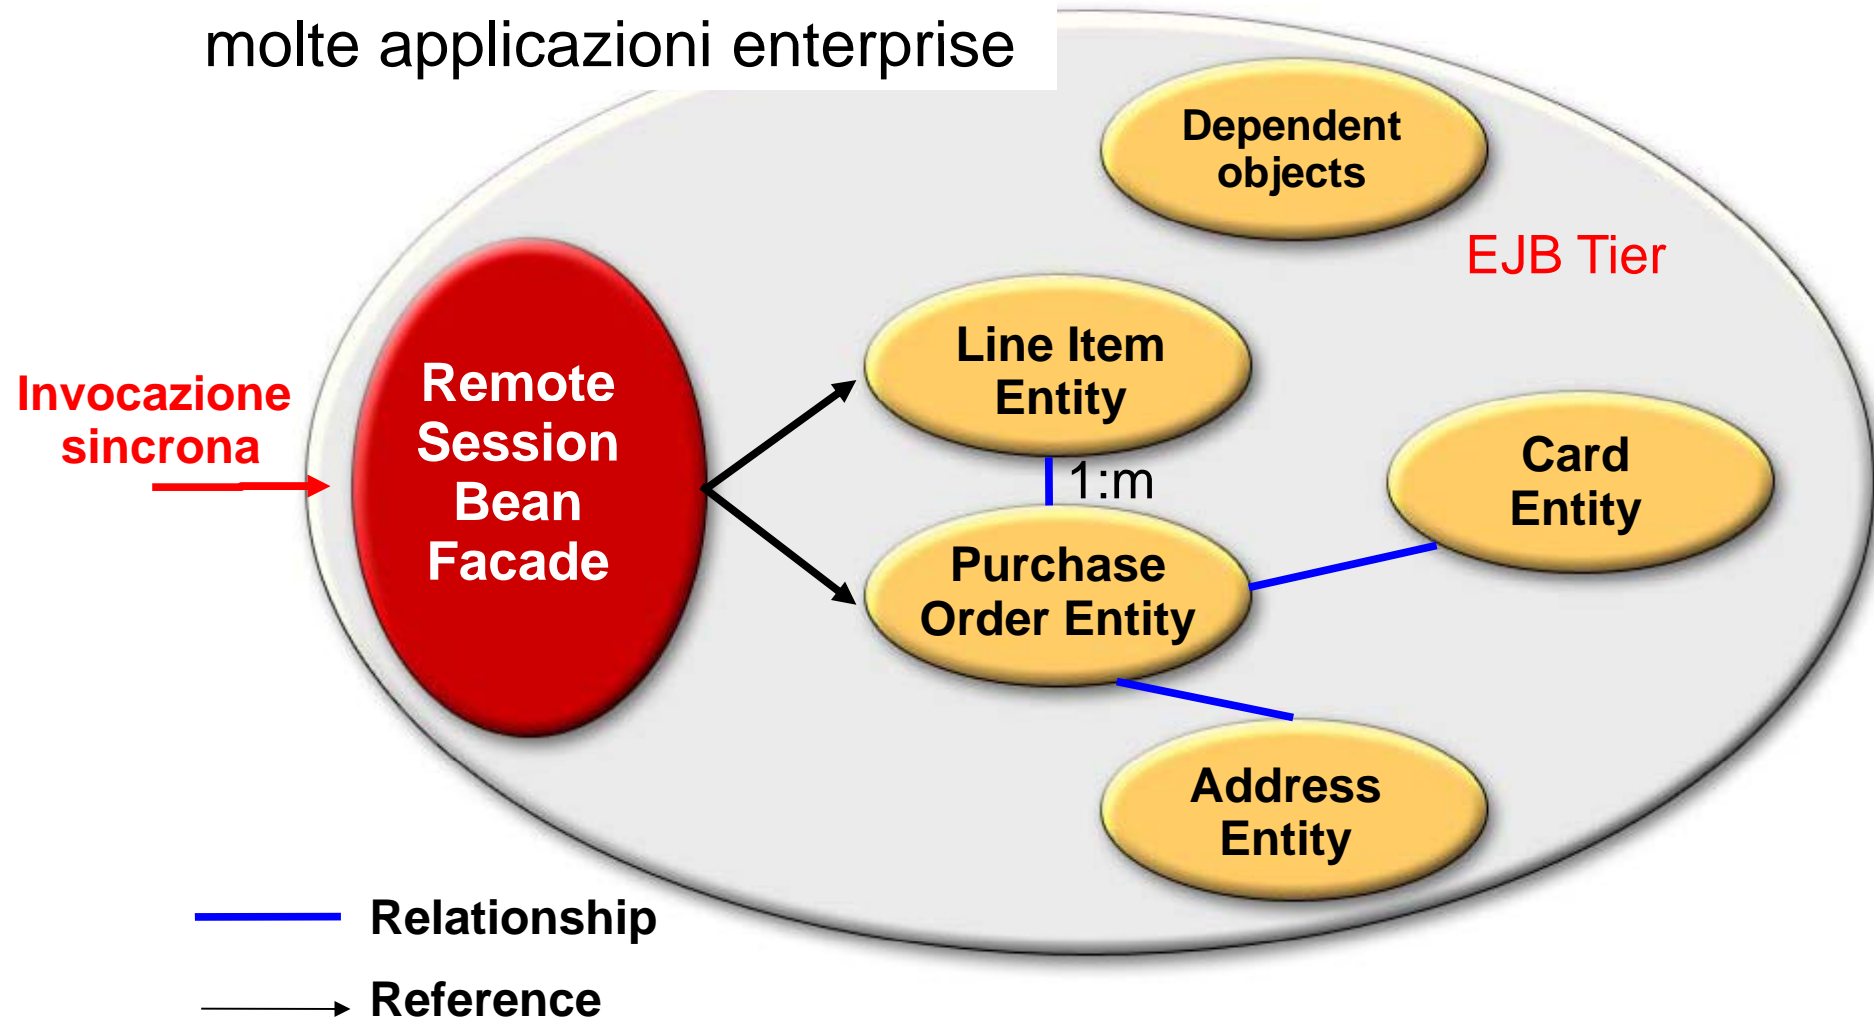 molte applicazioni enterprise
Dependent
objects
EJB Tier
Line Item
Entity
Invocazione
sincrona
Remote
Session
Bean
Facade
1:m
Card
Entity
Purchase
Order Entity
Address
Entity
Relationship
Reference